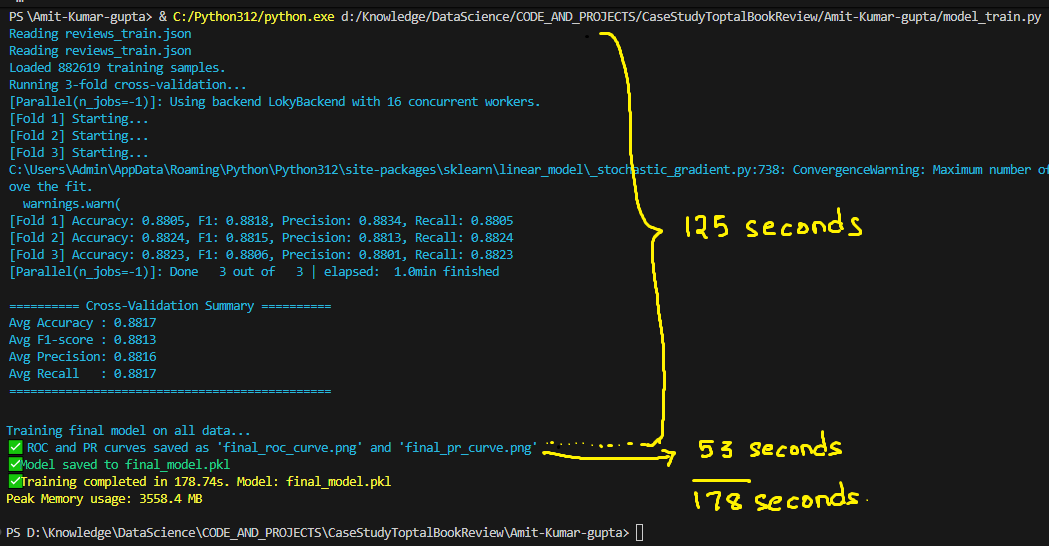 PS \Amit-Kumar-gupta> & C:/Python312/python.exe d:/Knowledge/DataScience/CODE_AND_PROJECTS/CaseStudyToptalBookReview/Amit-Kumar-gupta/model_train.py
Reading reviews_train.json
Reading reviews_train.json
Loaded 882619 training samples.
Running 3-fold cross-validation...
[Parallel(n_jobs=-1)]: Using backend LokyBackend with 16 concurrent workers.
[Fold 1] Starting...
[Fold 2] Starting...
[Fold 3] Starting...
C:\Users\Admin\AppData\Roaming\Python\Python312\site-packages\sklearn\linear_model\_stochastic_gradient.py:738: ConvergenceWarning: Maximum number of
ove the fit.
warnings.warn(
[Fold 1] Accuracy: 0.8805, F1: 0.8818, Precision: 0.8834, Recall: 0.8805
125 seconds
[Fold 2] Accuracy: 0.8824, F1: 0.8815, Precision: 0.8813, Recall: 0.8824
[Fold 3] Accuracy: 0.8823, F1: 0.8806, Precision: 0.8801, Recall: 0.8823
[Parallel(n_jobs=-1)]: Done 3 out of 3 | elapsed: 1.0min finished
========== Cross-Validation Summary ==========
Avg Accuracy : 0.8817
Avg F1-score : 0.8813
Avg Precision: 0.8816
Avg Recall : 0.8817
==============================================
Training final model on all data...
✅ ROC and PR curves saved as 'final_roc_curve.png' and 'final_pr_curve.png'
53 seconds
✅Model saved to final_model.pkl
✅Training completed in 178.74s. Model: final_model.pkl
Peak Memory usage: 3558.4 MB
178 seconds
PS D:\Knowledge\DataScience\CODE_AND_PROJECTS\CaseStudyToptalBookReview\Amit-Kumar-gupta>